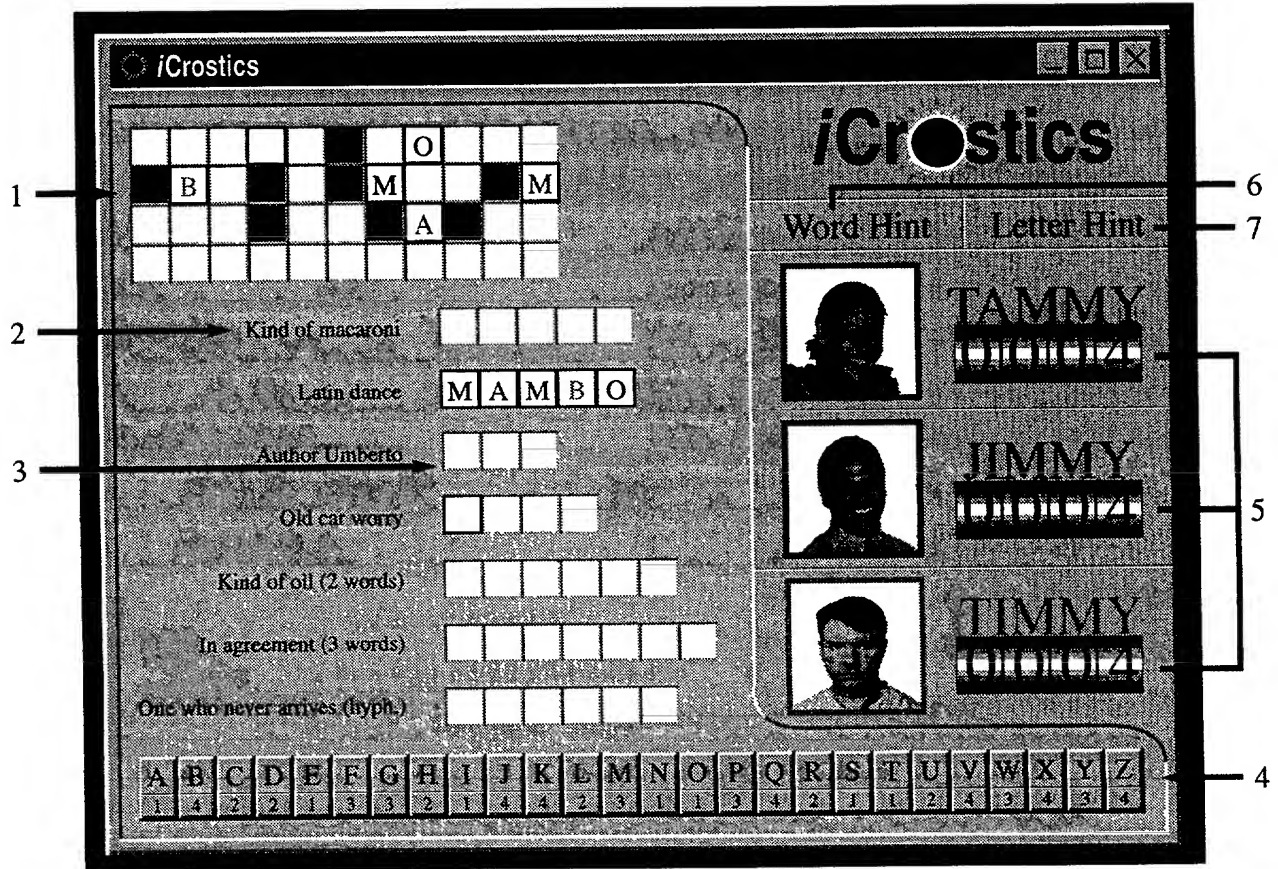 iCrostics
iCrostics
O
B M M
A
1
6
Word Hint Letter Hint
7
2
Kind of macaroni
TAMMY
00004
Latin dance
M A M B O
3
Author Umberto
JIMMY
00004
5
Old car worry
Kind of oil (2 words)
In agreement (3 words)
TIMMY
00004
One who never arrives (hyph.)
A B C D E F G H I J K L M N O P Q R S T U V W X Y Z
1 4 2 2 1 3 3 2 1 4 4 2 3 1 1 3 4 2 1 1 2 4 3 4 3 4
4